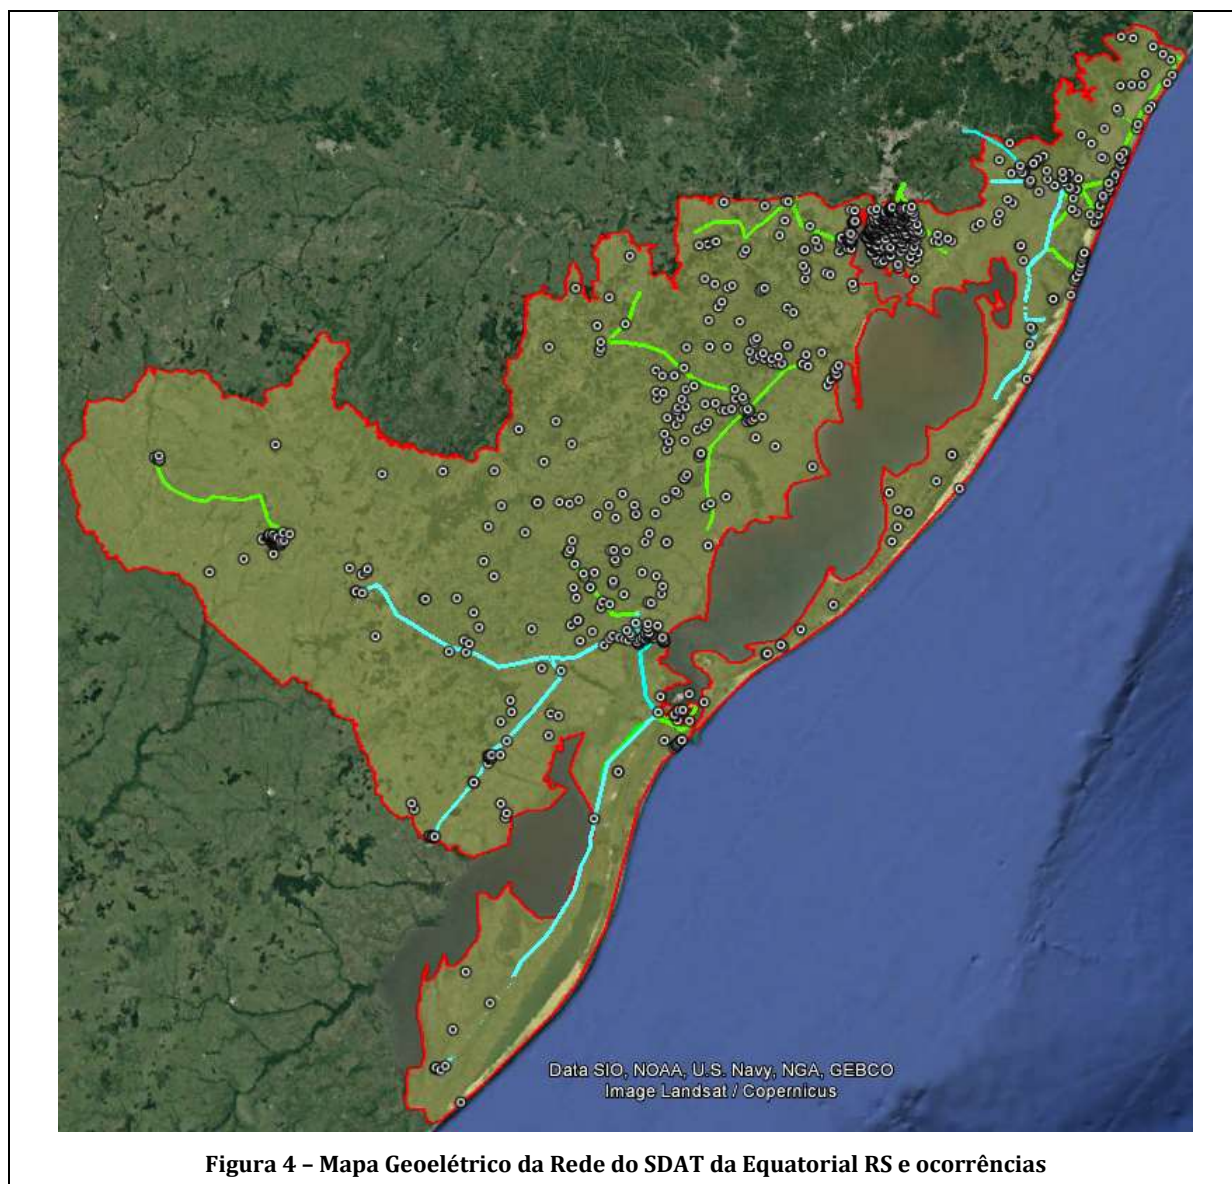 Data SIO, NOAA, U.S. Navy, NGA, GEBCO
Image Landsat / Copernicus
Figura 4 – Mapa Geoelétrico da Rede do SDAT da Equatorial RS e ocorrências